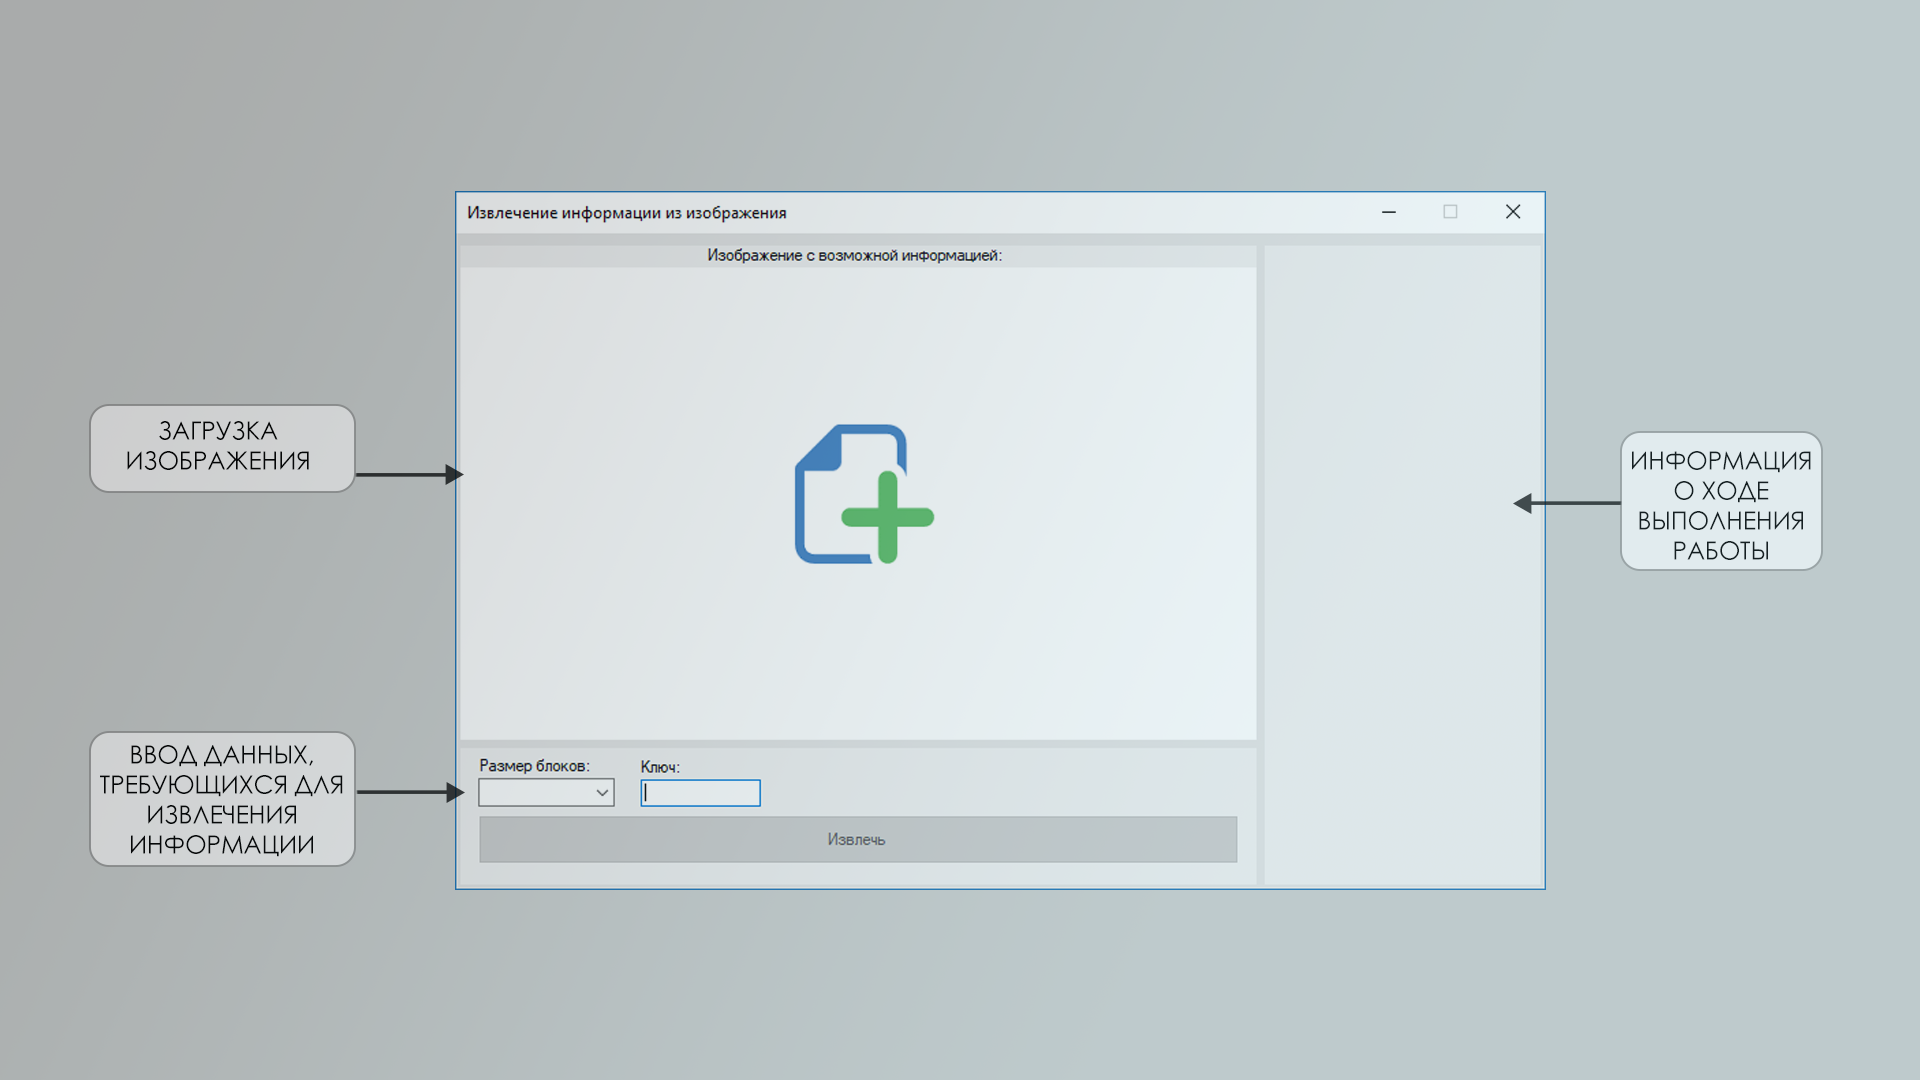 Извлечение информации из изображения
Изображение с возможной информацией:
ЗАГРУЗКА
ИЗОБРАЖЕНИЯ
ИНФОРМАЦИЯ
О ХОДЕ
ВЫПОЛНЕНИЯ
РАБОТЫ
ВВОД ДАННЫХ,
ТРЕБУЮЩИХСЯ ДЛЯ
ИЗВЛЕЧЕНИЯ
ИНФОРМАЦИИ
Размер блоков:
Ключ:
Извлечь